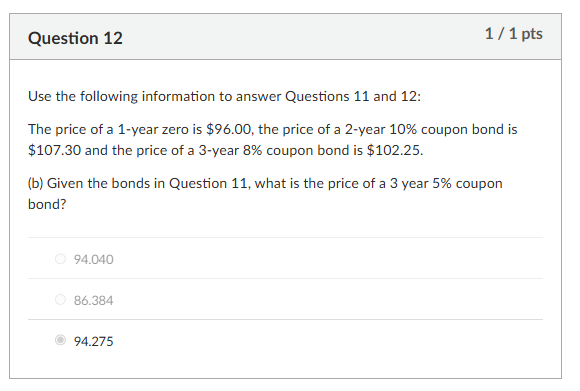 Question 12
1 / 1 pts
Use the following information to answer Questions 11 and 12:
The price of a 1-year zero is $96.00, the price of a 2-year 10% coupon bond is
$107.30 and the price of a 3-year 8% coupon bond is $102.25.
(b) Given the bonds in Question 11, what is the price of a 3 year 5% coupon
bond?
94.040
86.384
94.275